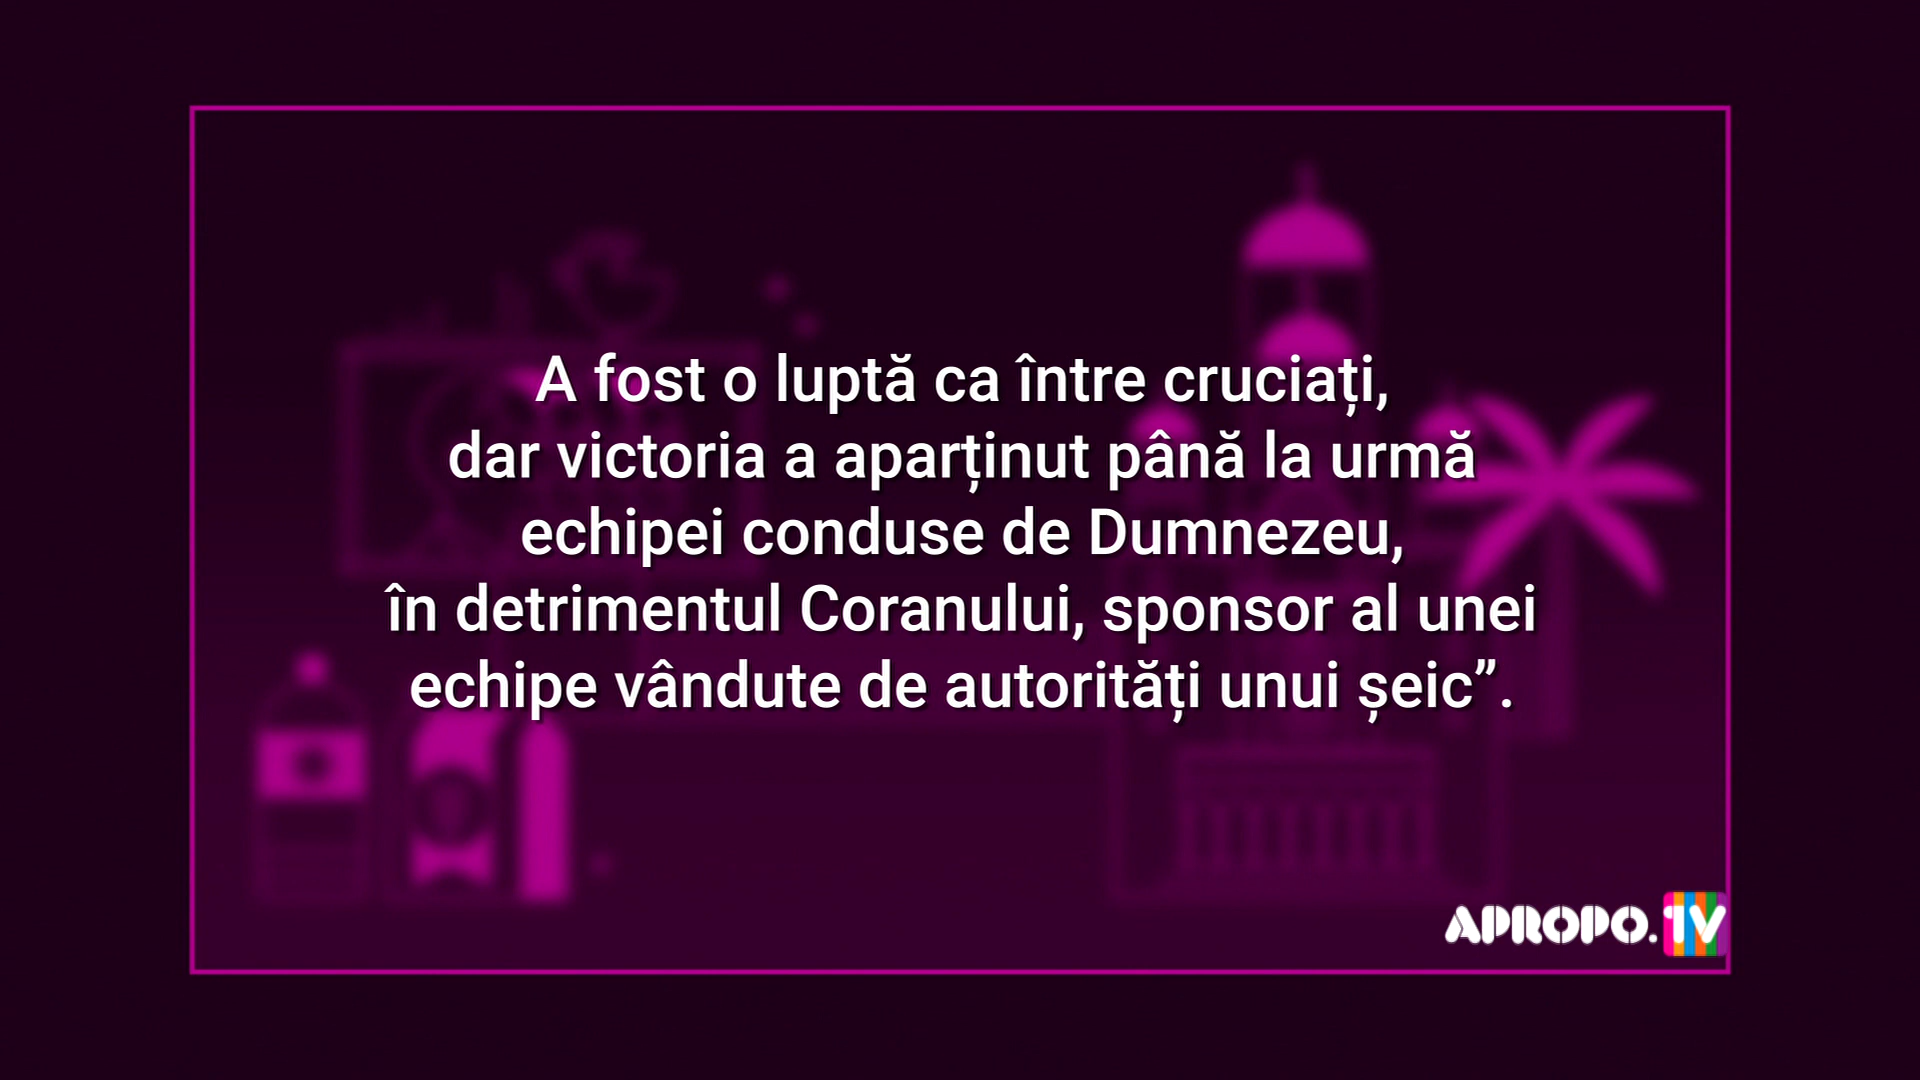 A fost o luptă ca între cruciați,
dar victoria a aparținut până la urmă
echipei conduse de Dumnezeu,
în detrimentul Coranului, sponsor al unei
echipe vândute de autorități unui șeic”.
APROPO.TV